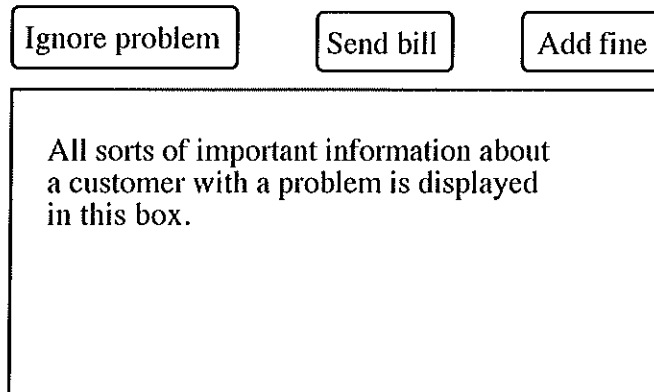 Ignore problem
Send bill
Add fine
All sorts of important information about
a customer with a problem is displayed
in this box.